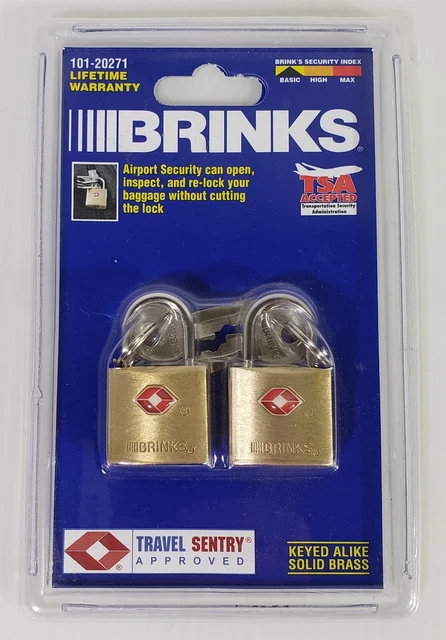 101-20271
LIFETIME
WARRANTY
BRINK'S SECURITY INDEX
BASIC HIGH MAX
BRINKS®
Airport Security can open,
inspect, and re-lock your
baggage without cutting
the lock
TSA
ACCEPTED
Transportation Security
Administration
BRINKS
BRINKS
TRAVEL SENTRY®
APPROVED
KEYED ALIKE
SOLID BRASS